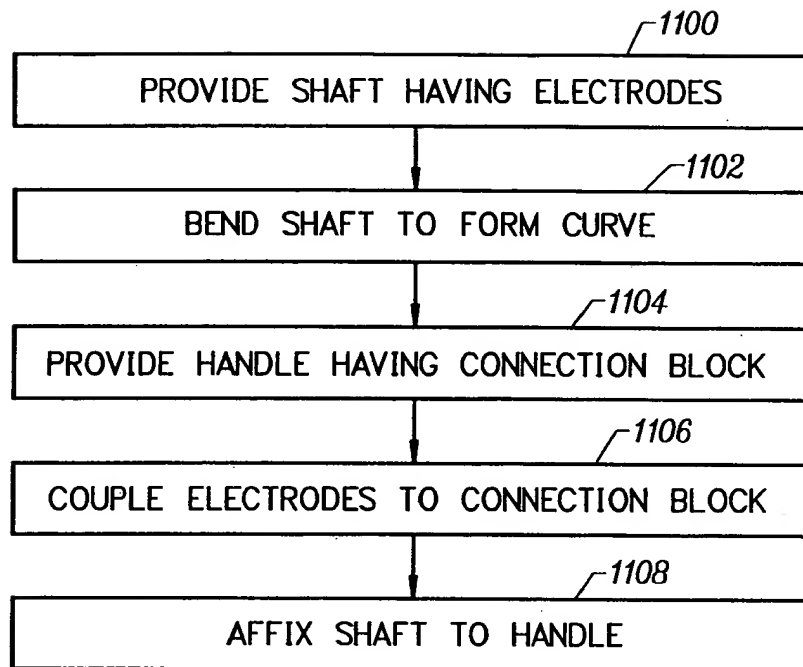 1100
PROVIDE SHAFT HAVING ELECTRODES
1102
BEND SHAFT TO FORM CURVE
1104
PROVIDE HANDLE HAVING CONNECTION BLOCK
1106
COUPLE ELECTRODES TO CONNECTION BLOCK
1108
AFFIX SHAFT TO HANDLE